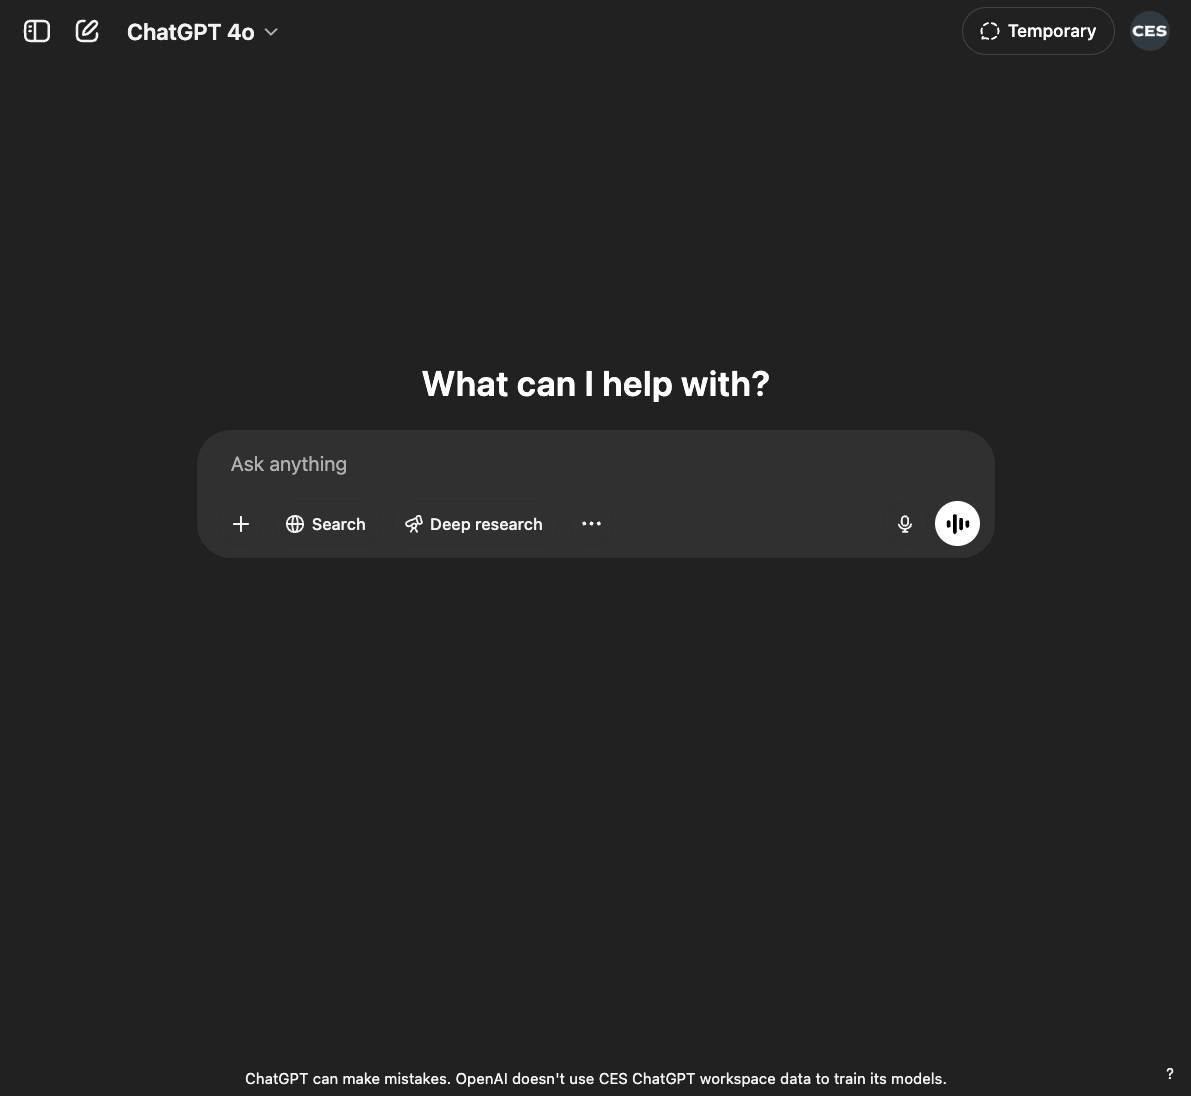 ChatGPT 4o
Temporary
CES
What can I help with?
Ask anything
Search
Deep research
ChatGPT can make mistakes. OpenAI doesn't use CES ChatGPT workspace data to train its models.
?